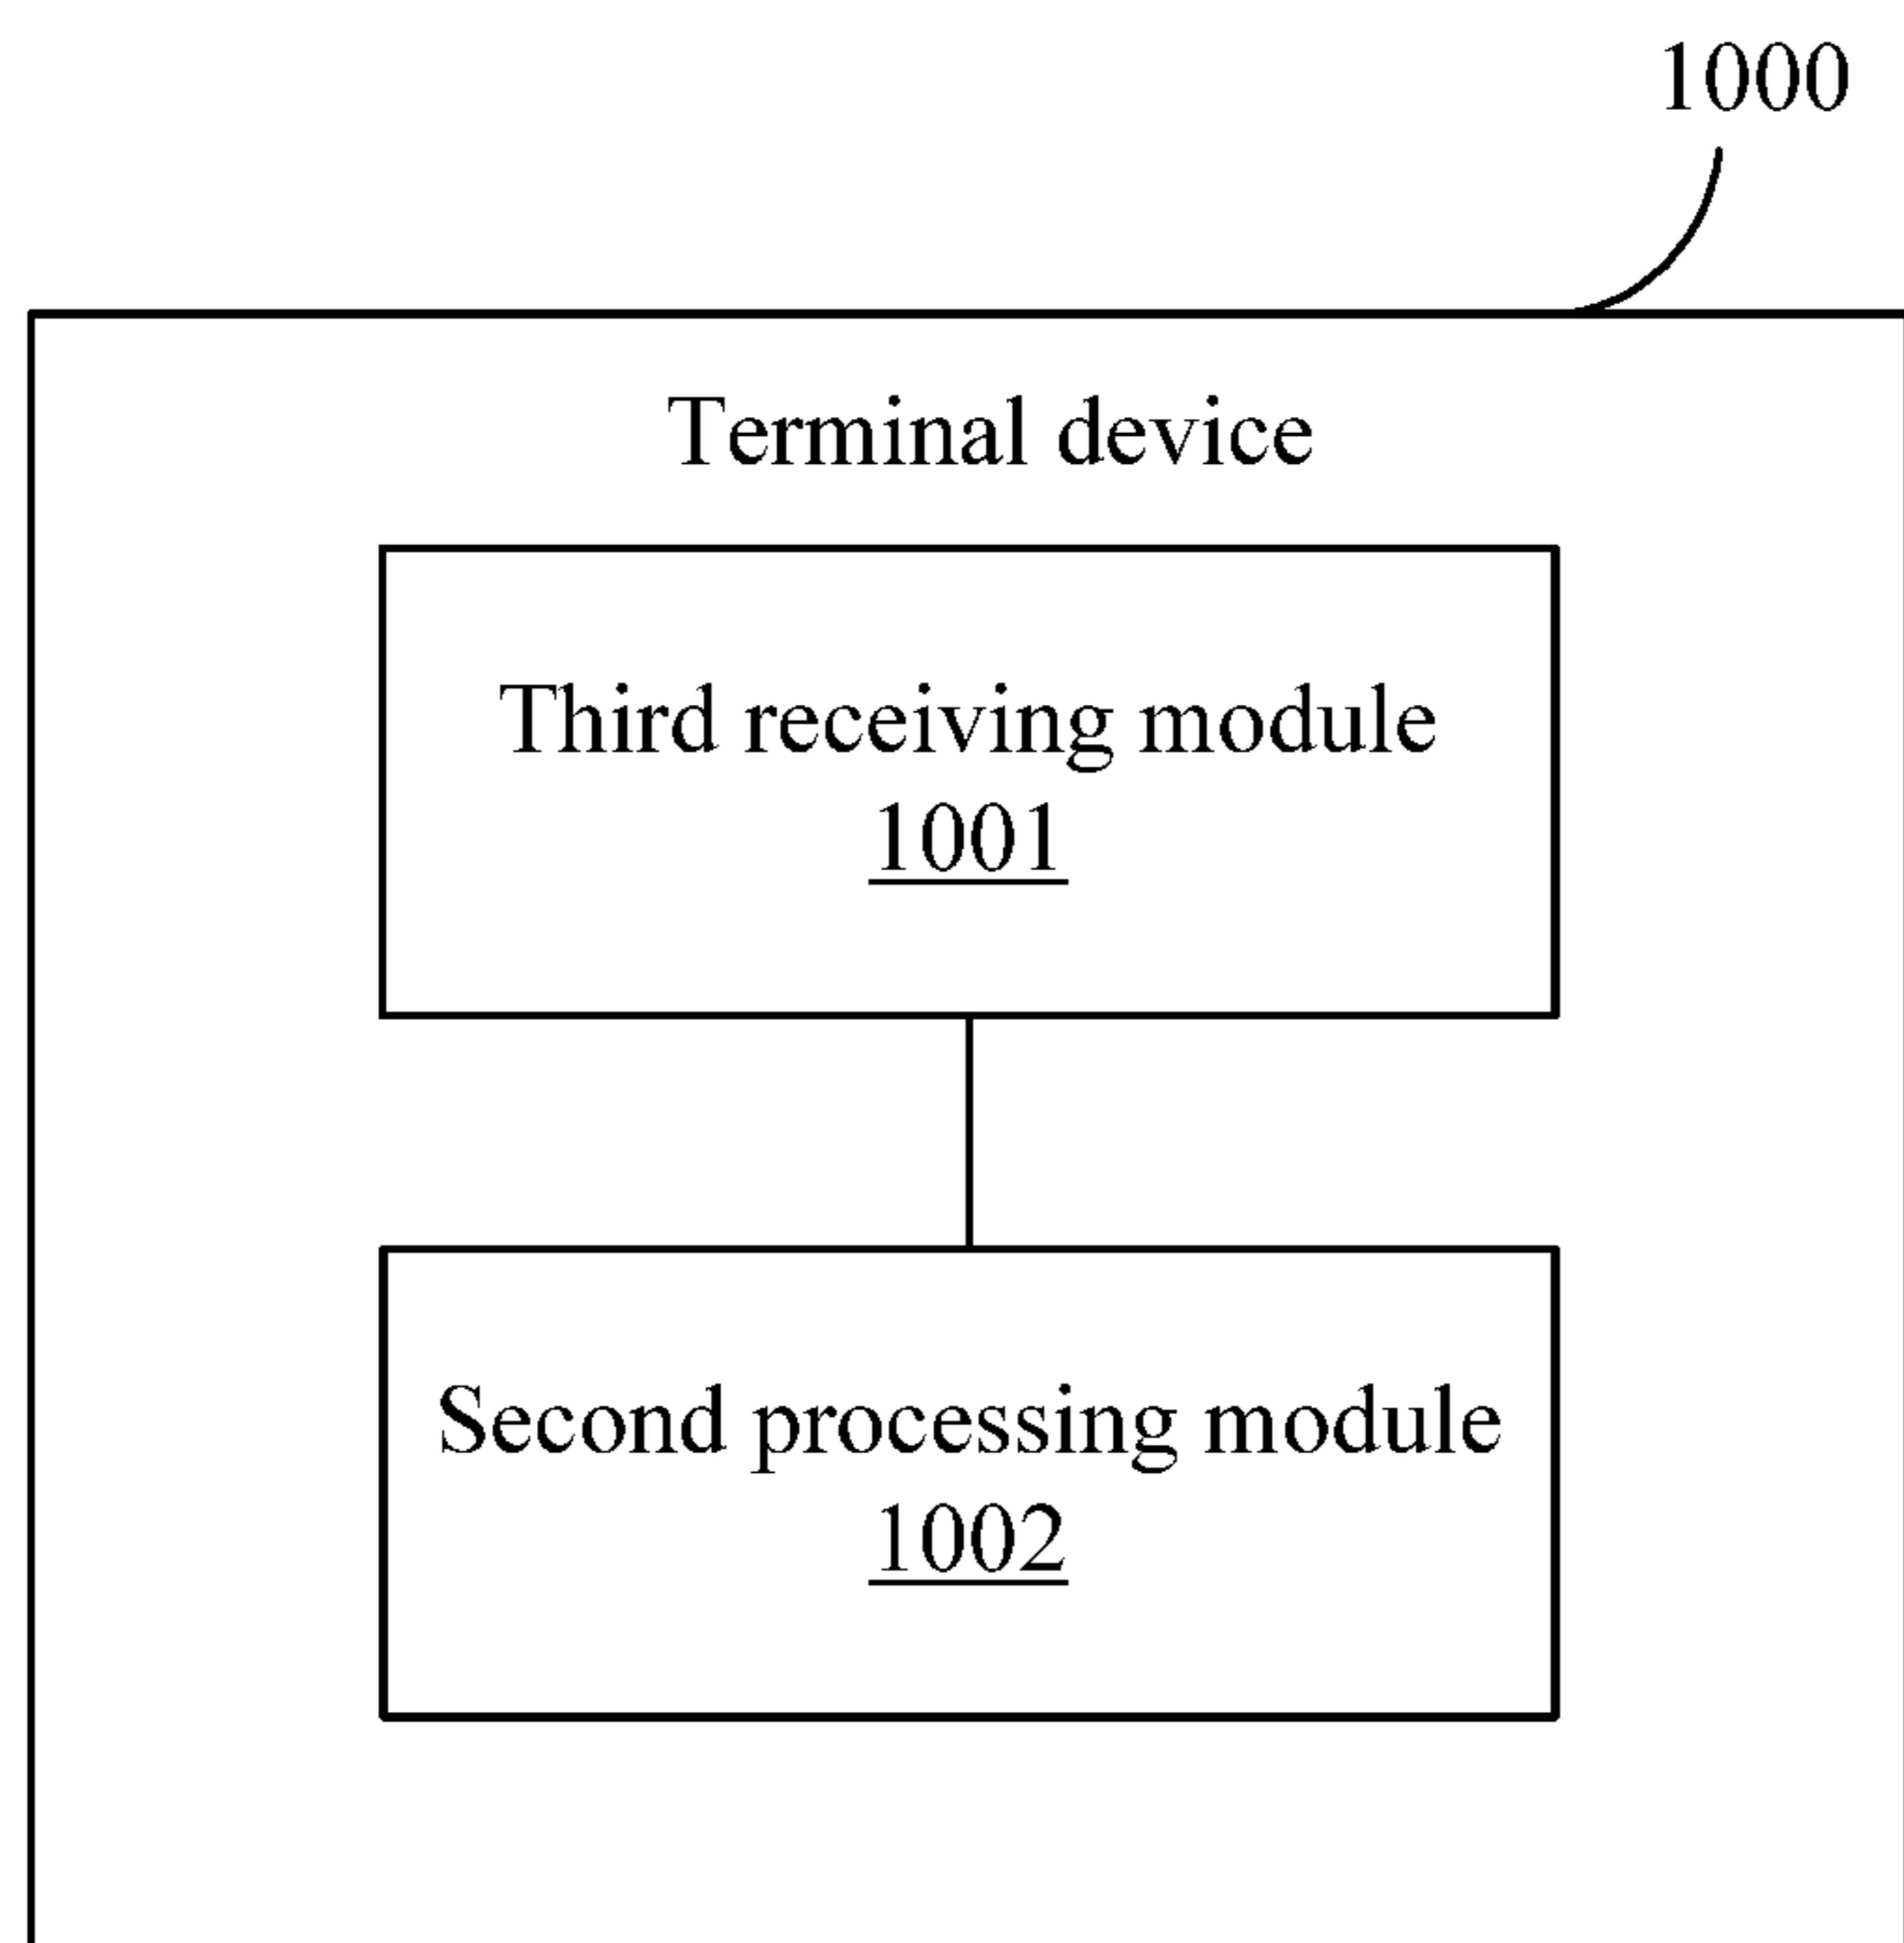 1000
Terminal device
Third receiving module
1001
Second processing module
1002